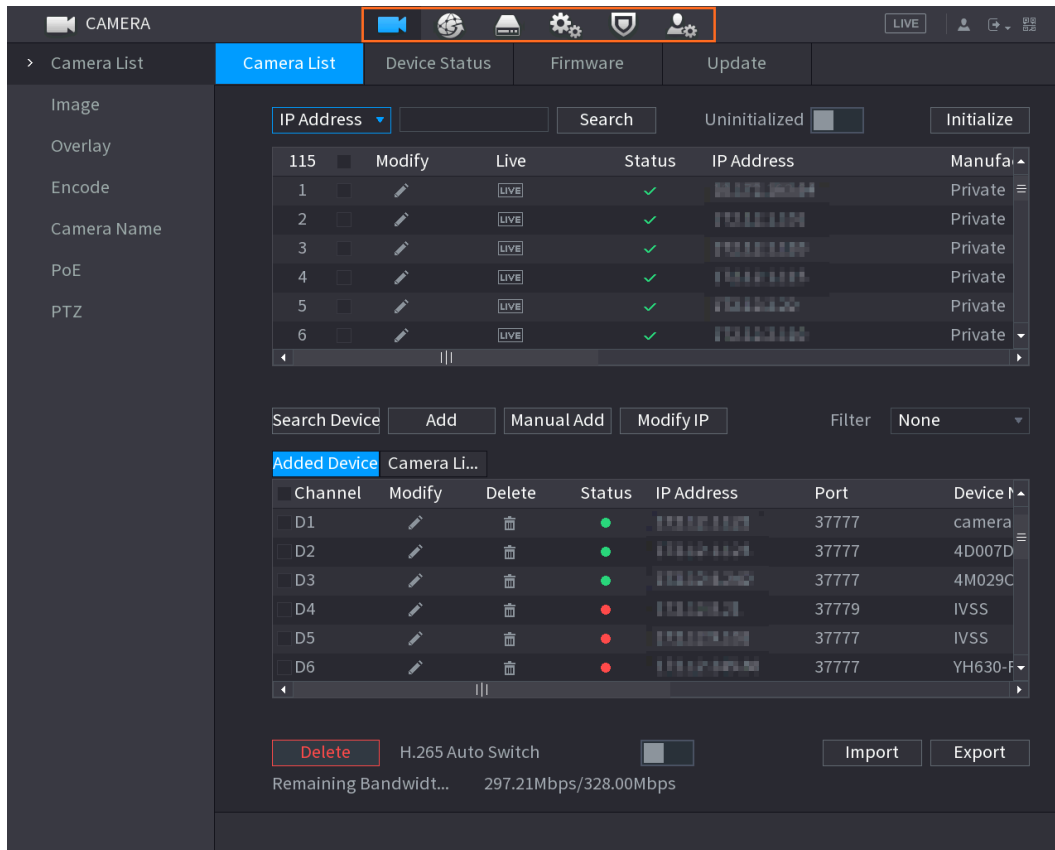 CAMERA LIVE
Camera List
Image
Overlay
Encode
Camera Name
PoE
PTZ
Camera List Device Status Firmware Update
IP Address Search Uninitialized Initialize
115 Modify Live Status IP Address Manufa
1 LIVE Private
2 LIVE Private
3 LIVE Private
4 LIVE Private
5 LIVE Private
6 LIVE Private
Search Device Add Manual Add Modify IP Filter None
Added Device Camera Li...
Channel Modify Delete Status IP Address Port Device N
D1 37777 camera
D2 37777 4D007D
D3 37777 4M029C
D4 37779 IVSS
D5 37777 IVSS
D6 37777 YH630-F
Delete H.265 Auto Switch Import Export
Remaining Bandwidt... 297.21Mbps/328.00Mbps